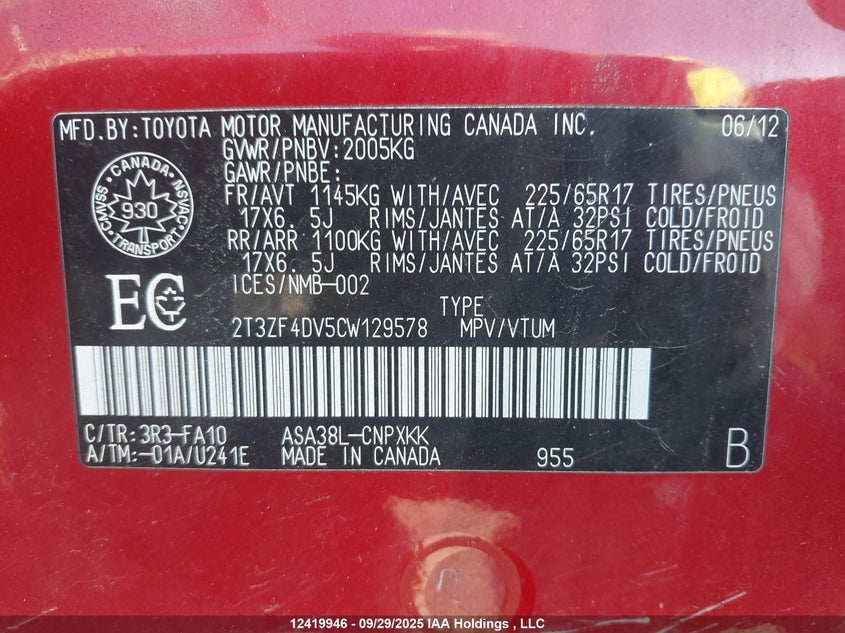 MFD.BY:TOYOTA MOTOR MANUFACTURING CANADA INC. 06/12
GVWR/PNBV:2005KG
GAWR/PNBE:
FR/AVT 1145KG WITH/AVEC 225/65R17 TIRES/PNEUS
17X6.5J RIMS/JANTES AT/A 32PSI COLD/FROID
RR/ARR 1100KG WITH/AVEC 225/65R17 TIRES/PNEUS
17X6.5J RIMS/JANTES AT/A 32PSI COLD/FROID
CANADA
CMVSS
NSVAC
930
TRANSPORT
EC
ICES/NMB-002
TYPE
2T3ZF4DV5CW129578 MPV/VTUM
C/TR:3R3-FA10 ASA38L-CNPXKK
A/TM:-01A/U241E MADE IN CANADA 955 B
12419946 - 09/29/2025 IAA Holdings , LLC